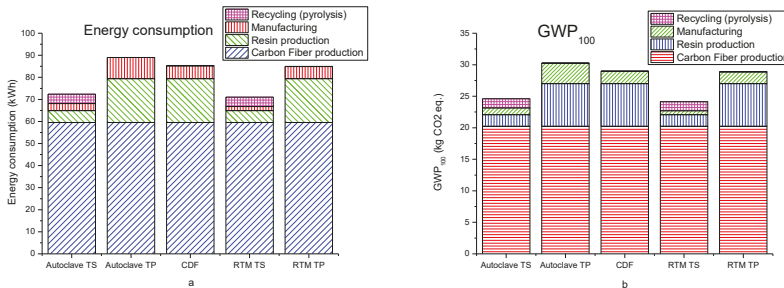 Energy consumption
Recycling (pyrolysis)
Manufacturing
Resin production
Carbon Fiber production
Energy consumption (kWh)
100
90
80
70
60
50
40
30
20
10
0
Autoclave TS
Autoclave TP
CDF
RTM TS
RTM TP
a
GWP100
Recycling (pyrolysis)
Manufacturing
Resin production
Carbon Fiber production
GWP100 (kg CO2 eq.)
35
30
25
20
15
10
5
0
Autoclave TS
Autoclave TP
CDF
RTM TS
RTM TP
b